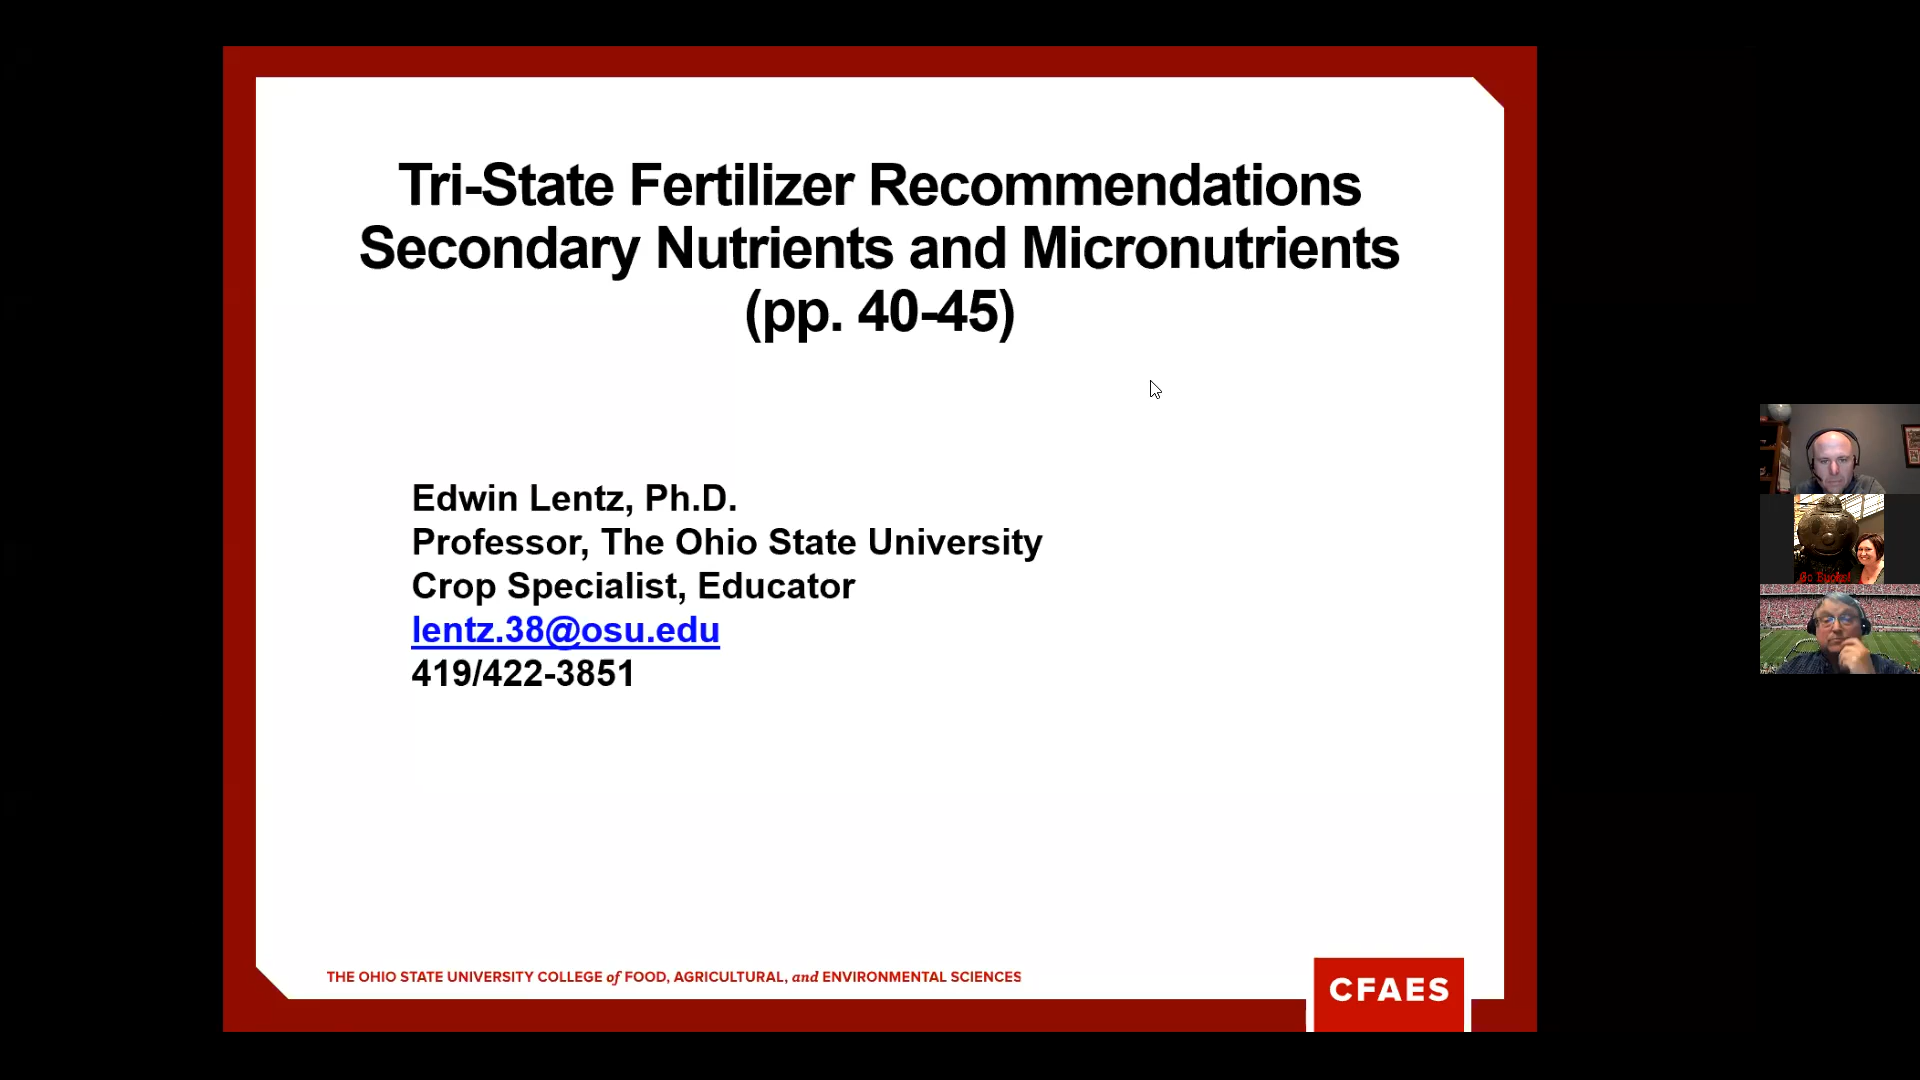 Tri-State Fertilizer Recommendations
Secondary Nutrients and Micronutrients
(pp. 40-45)
Edwin Lentz, Ph.D.
Professor, The Ohio State University
Crop Specialist, Educator
lentz.38@osu.edu
419/422-3851
Go Bucks!
THE OHIO STATE UNIVERSITY COLLEGE of FOOD, AGRICULTURAL, and ENVIRONMENTAL SCIENCES
CFAES